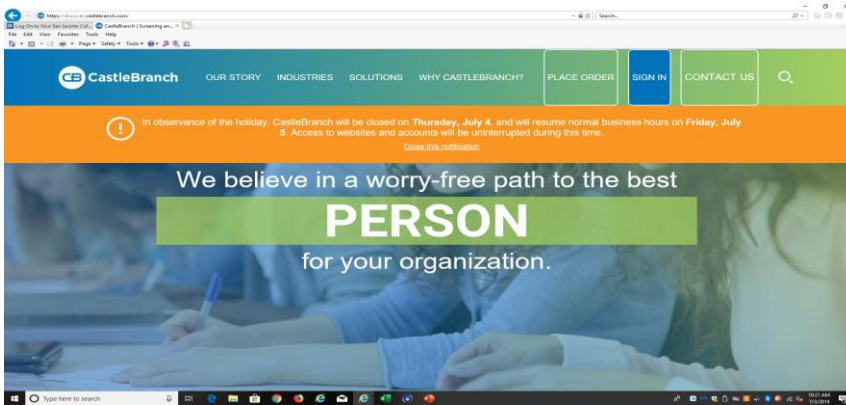 https://discover.castlebranch.com/
Search...
Log On to Your San Jacinto Col...
CastleBranch | Screening an...
File Edit View Favorites Tools Help
Page Safety Tools
CB CastleBranch OUR STORY INDUSTRIES SOLUTIONS WHY CASTLEBRANCH? PLACE ORDER SIGN IN CONTACT US
In observance of the holiday, CastleBranch will be closed on Thursday, July 4, and will resume normal business hours on Friday, July
5. Access to websites and accounts will be uninterrupted during this time.
Close this notification
We believe in a worry-free path to the best
PERSON
for your organization.
Type here to search
10:21 AM
7/3/2019